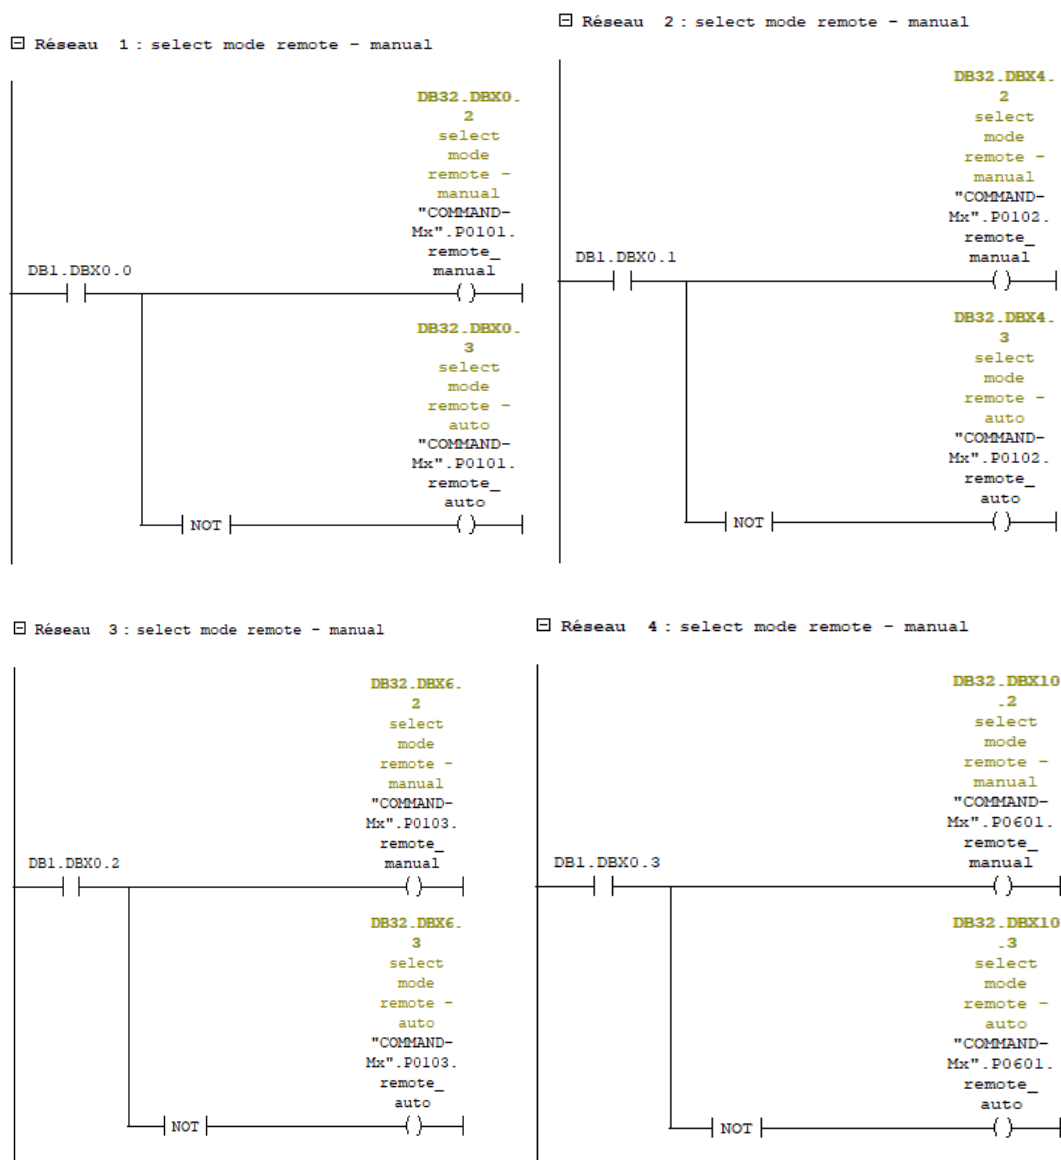 Réseau 1 : select mode remote - manual
DB32.DBX0.
2
select
mode
remote -
manual
"COMMAND-
Mx".P0101.
remote_
manual
DB1.DBX0.0
( )
DB32.DBX0.
3
select
mode
remote -
auto
"COMMAND-
Mx".P0101.
remote_
auto
NOT
( )
Réseau 2 : select mode remote - manual
DB32.DBX4.
2
select
mode
remote -
manual
"COMMAND-
Mx".P0102.
remote_
manual
DB1.DBX0.1
( )
DB32.DBX4.
3
select
mode
remote -
auto
"COMMAND-
Mx".P0102.
remote_
auto
NOT
( )
Réseau 3 : select mode remote - manual
DB32.DBX6.
2
select
mode
remote -
manual
"COMMAND-
Mx".P0103.
remote_
manual
DB1.DBX0.2
( )
DB32.DBX6.
3
select
mode
remote -
auto
"COMMAND-
Mx".P0103.
remote_
auto
NOT
( )
Réseau 4 : select mode remote - manual
DB32.DBX10
.2
select
mode
remote -
manual
"COMMAND-
Mx".P0601.
remote_
manual
DB1.DBX0.3
( )
DB32.DBX10
.3
select
mode
remote -
auto
"COMMAND-
Mx".P0601.
remote_
auto
NOT
( )